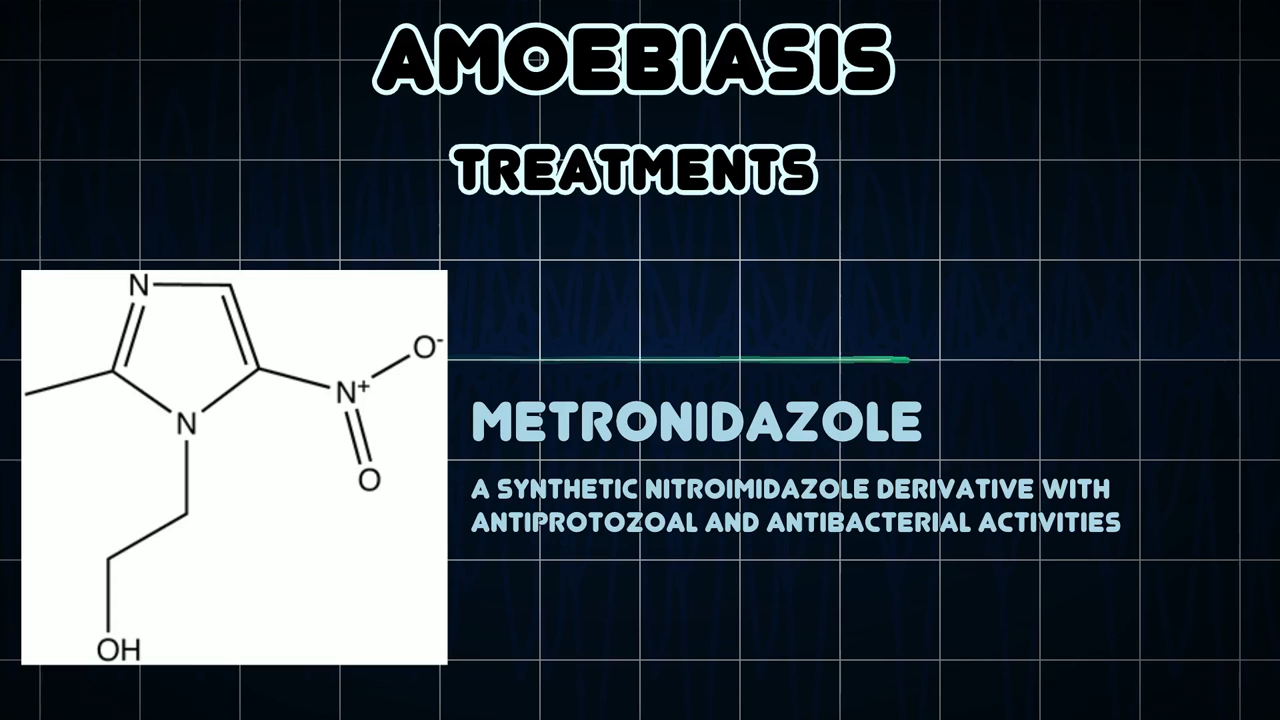 AMOEBIASIS
TREATMENTS
N
O-
N+
N
O
OH
METRONIDAZOLE
A SYNTHETIC NITROIMIDAZOLE DERIVATIVE WITH
ANTIPROTOZOAL AND ANTIBACTERIAL ACTIVITIES